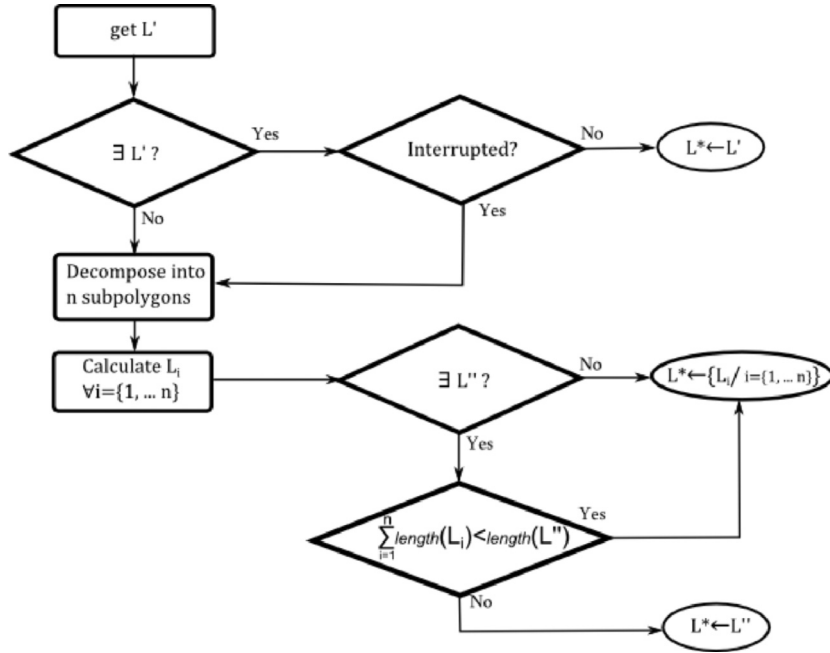 get L'
∃ L' ?
Yes
Interrupted?
No
L*←L'
No
Yes
Decompose into
n subpolygons
Calculate Lᵢ
∀i={1, ... n}
∃ L'' ?
No
L*←{Lᵢ/ i={1, ... n}}
Yes
n
∑length(Lᵢ)<length(L'')
i=1
Yes
No
L*←L''